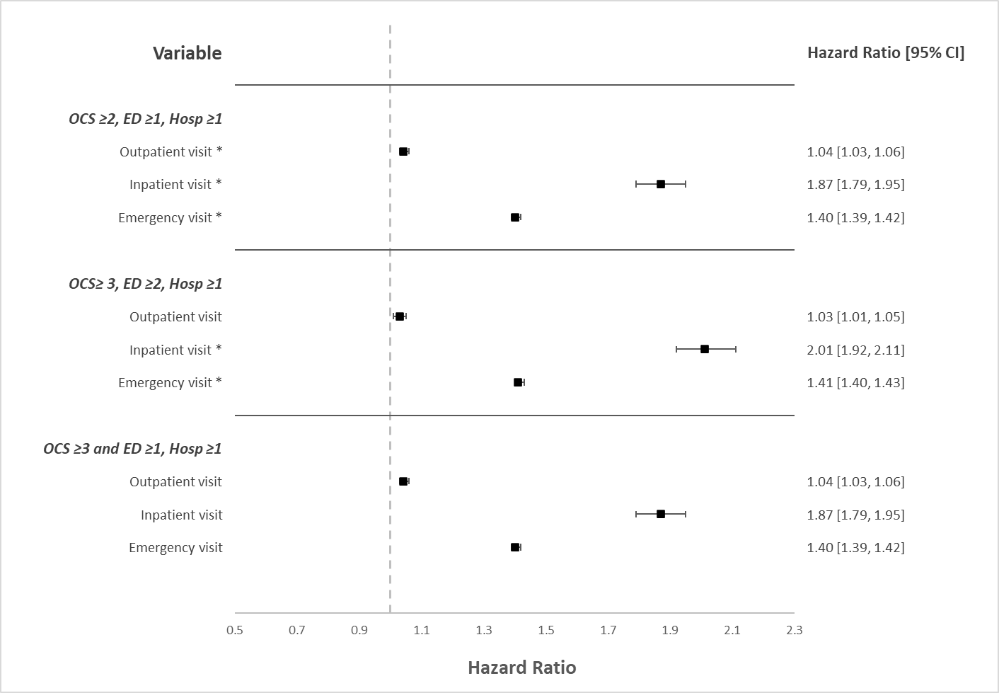 Variable Hazard Ratio [95% CI]
OCS ≥2, ED ≥1, Hosp ≥1
Outpatient visit * 1.04 [1.03, 1.06]
Inpatient visit * 1.87 [1.79, 1.95]
Emergency visit * 1.40 [1.39, 1.42]
OCS≥ 3, ED ≥2, Hosp ≥1
Outpatient visit 1.03 [1.01, 1.05]
Inpatient visit * 2.01 [1.92, 2.11]
Emergency visit * 1.41 [1.40, 1.43]
OCS ≥3 and ED ≥1, Hosp ≥1
Outpatient visit 1.04 [1.03, 1.06]
Inpatient visit 1.87 [1.79, 1.95]
Emergency visit 1.40 [1.39, 1.42]
0.5 0.7 0.9 1.1 1.3 1.5 1.7 1.9 2.1 2.3
Hazard Ratio